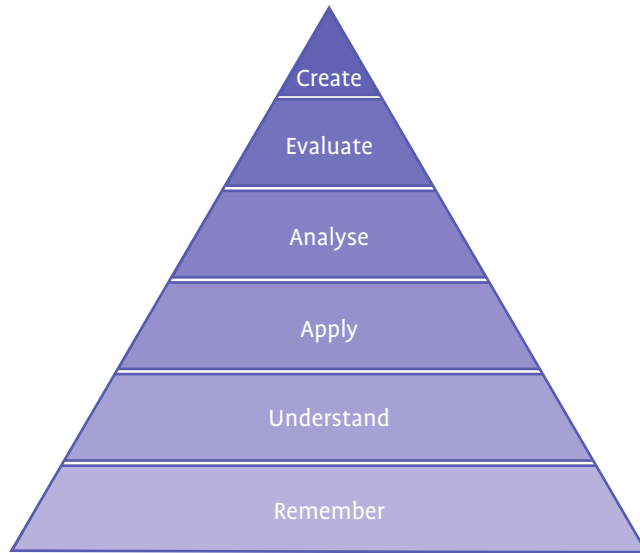 Create
Evaluate
Analyse
Apply
Understand
Remember